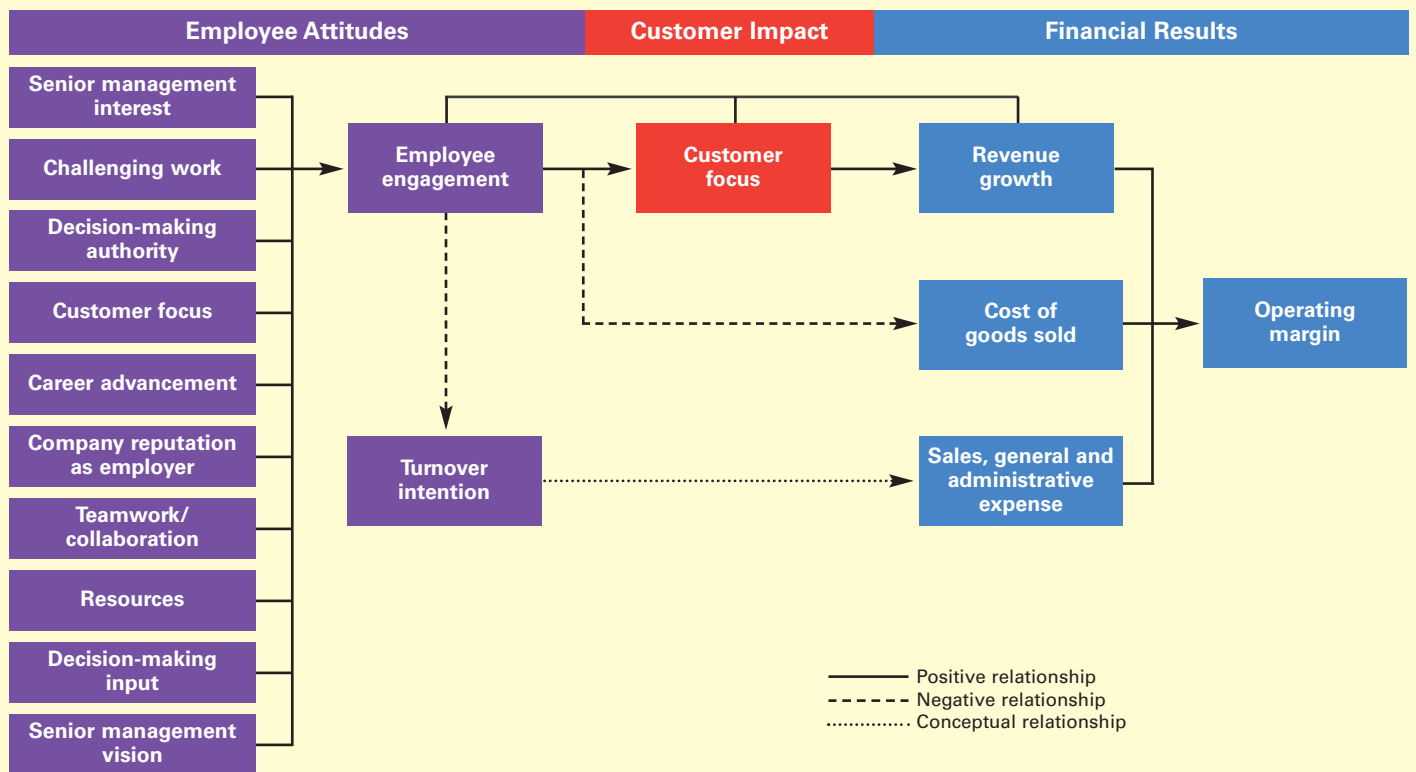 Employee Attitudes
Customer Impact
Financial Results
Senior management
interest
Challenging work
Decision-making
authority
Customer focus
Career advancement
Company reputation
as employer
Teamwork/
collaboration
Resources
Decision-making
input
Senior management
vision
Employee
engagement
Turnover
intention
Customer
focus
Revenue
growth
Cost of
goods sold
Sales, general and
administrative
expense
Operating
margin
Positive relationship
Negative relationship
Conceptual relationship